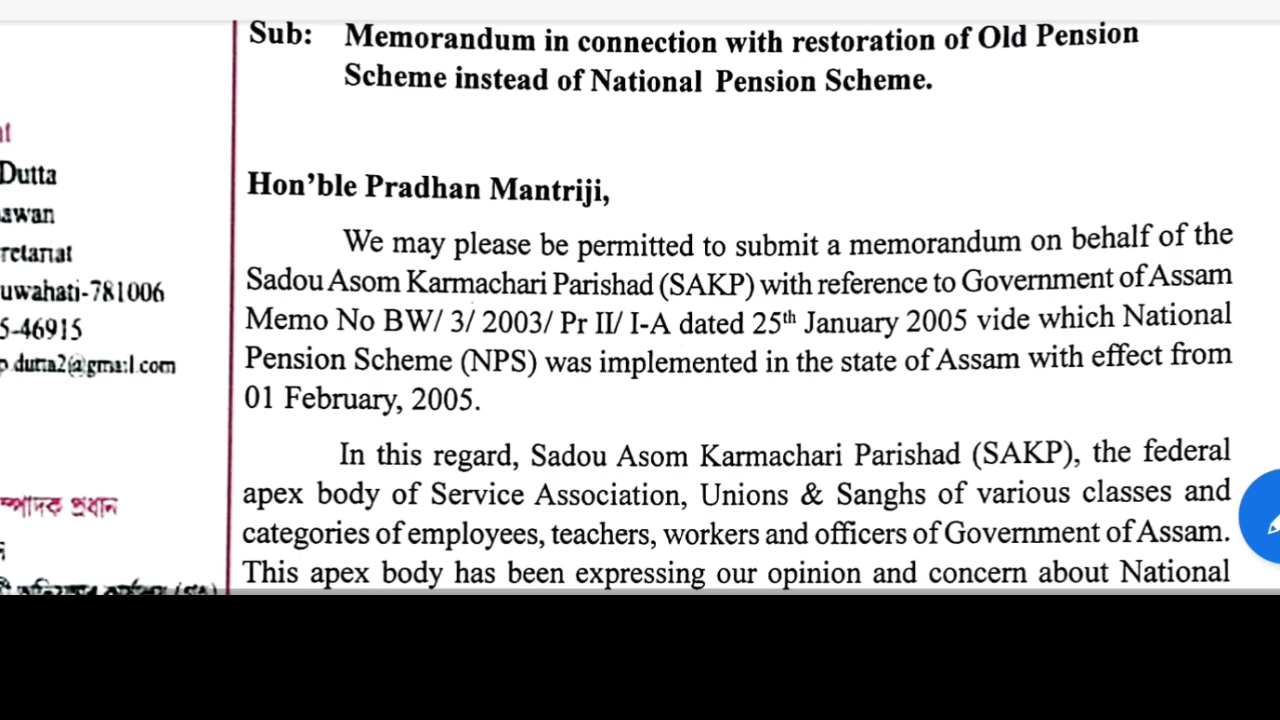 Sub: Memorandum in connection with restoration of Old Pension
Scheme instead of National Pension Scheme.
Dutta
uwahati-781006
5-46915
Hon’ble Pradhan Mantriji,
We may please be permitted to submit a memorandum on behalf of the
Sadou Asom Karmachari Parishad (SAKP) with reference to Government of Assam
Memo No BW/ 3/ 2003/ Pr II/ I-A dated 25th January 2005 vide which National
Pension Scheme (NPS) was implemented in the state of Assam with effect from
01 February, 2005.
In this regard, Sadou Asom Karmachari Parishad (SAKP), the federal
apex body of Service Association, Unions & Sanghs of various classes and
categories of employees, teachers, workers and officers of Government of Assam.
This apex body has been expressing our opinion and concern about National
প্রধান